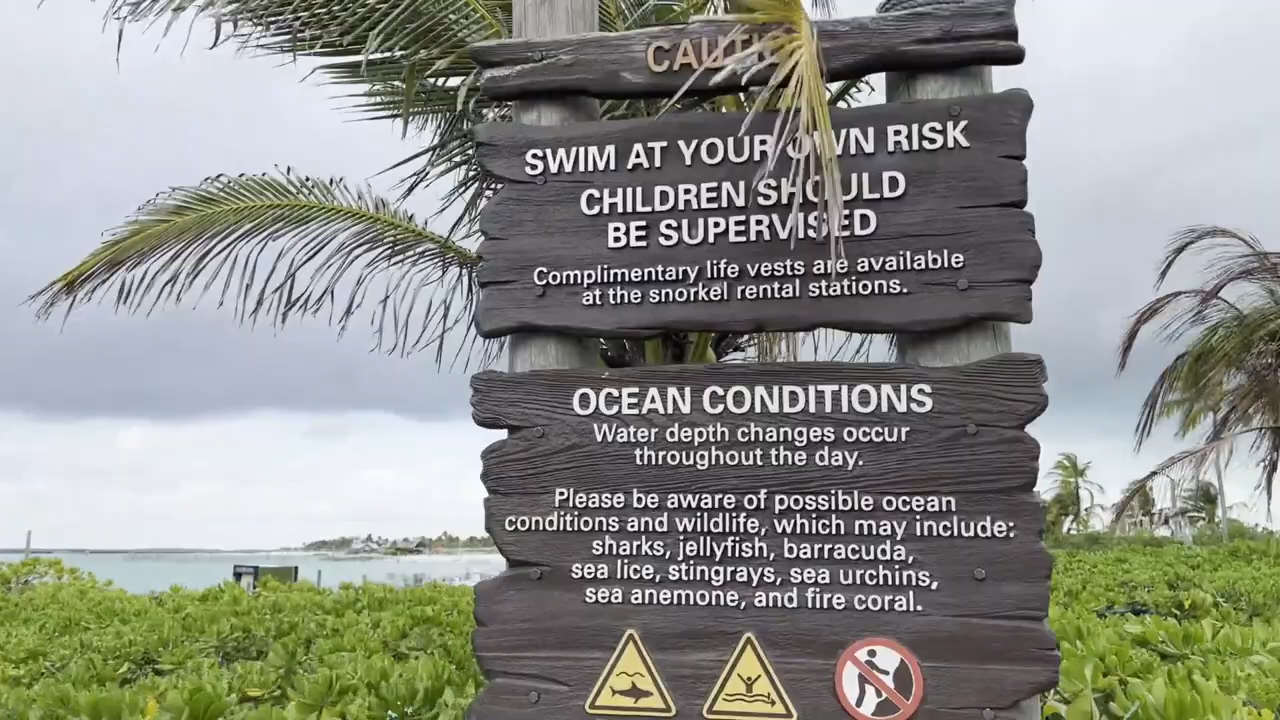 CAUTION
SWIM AT YOUR OWN RISK
CHILDREN SHOULD
BE SUPERVISED
Complimentary life vests are available
at the snorkel rental stations.
OCEAN CONDITIONS
Water depth changes occur
throughout the day.
Please be aware of possible ocean
conditions and wildlife, which may include:
sharks, jellyfish, barracuda,
sea lice, stingrays, sea urchins,
sea anemone, and fire coral.